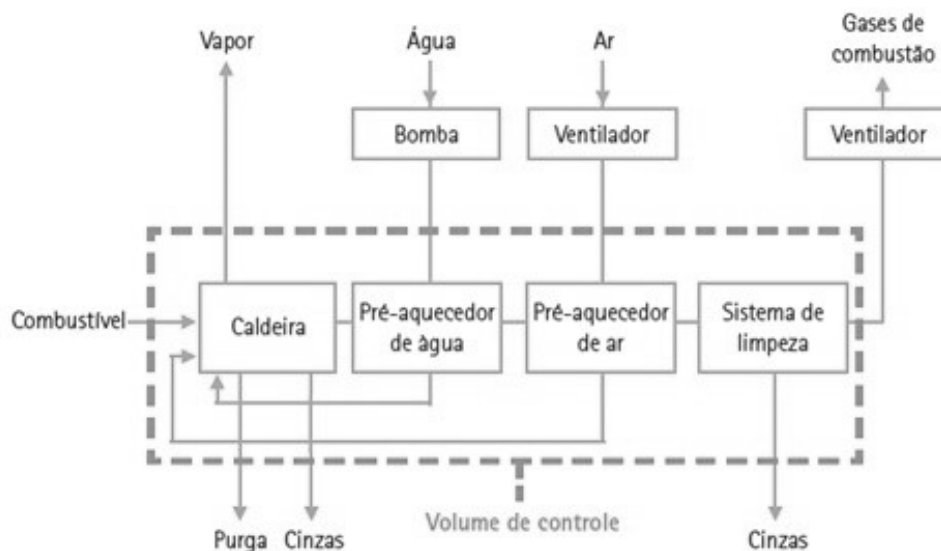 Vapor
Água
Ar
Gases de
combustão
Bomba
Ventilador
Ventilador
Combustível
Caldeira
Pré-aquecedor
de àgua
Pré-aquecedor
de ar
Sistema de
limpeza
Volume de controle
Purga
Cinzas
Cinzas